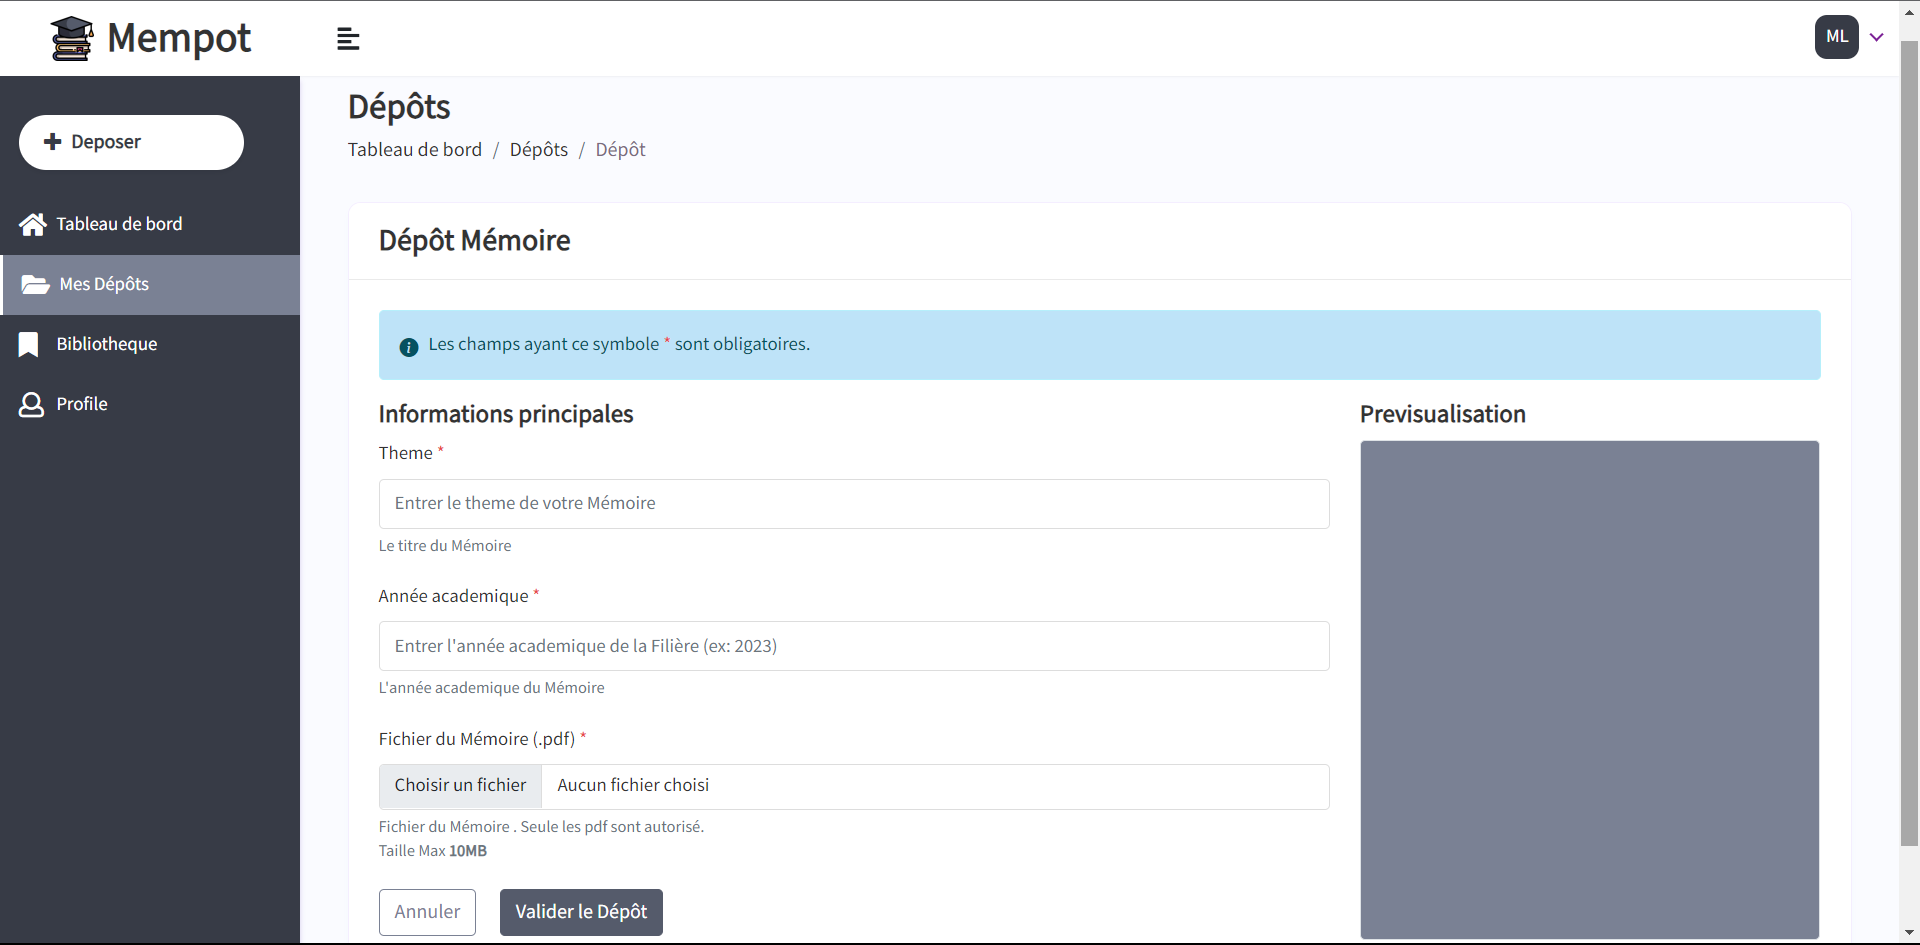 Mempot
ML
Deposer
Tableau de bord
Mes Dépôts
Bibliotheque
Profile
Dépôts
Tableau de bord / Dépôts / Dépôt
Dépôt Mémoire
Les champs ayant ce symbole * sont obligatoires.
Informations principales
Theme *
Entrer le theme de votre Mémoire
Le titre du Mémoire
Année academique *
Entrer l'année academique de la Filière (ex: 2023)
L'année academique du Mémoire
Fichier du Mémoire (.pdf) *
Choisir un fichier Aucun fichier choisi
Fichier du Mémoire . Seule les pdf sont autorisé.
Taille Max 10MB
Annuler Valider le Dépôt
Previsualisation